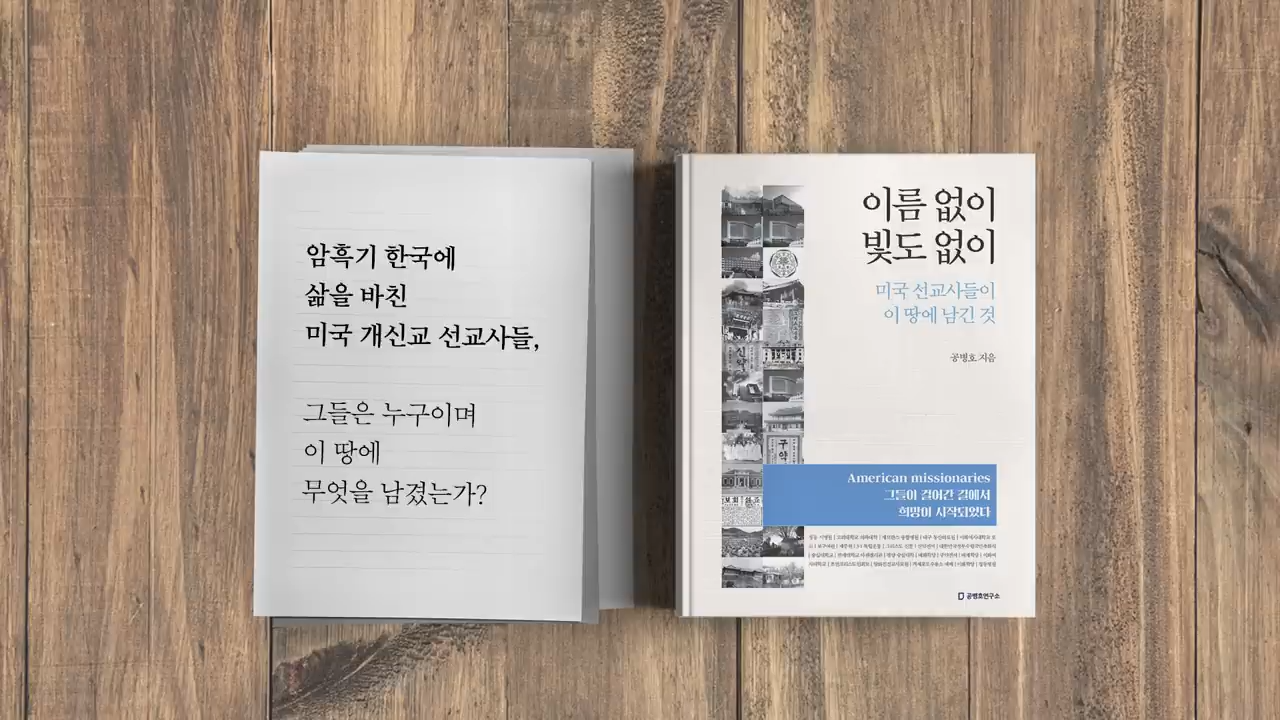 암흑기 한국에
삶을 바친
미국 개신교 선교사들,
그들은 누구이며
이 땅에
무엇을 남겼는가?
이름 없이
빛도 없이
미국 선교사들이
이 땅에 남긴 것
공병호 지음
구약
American missionaries
그들이 걸어간 길에서
희망이 시작되었다
공병호연구소